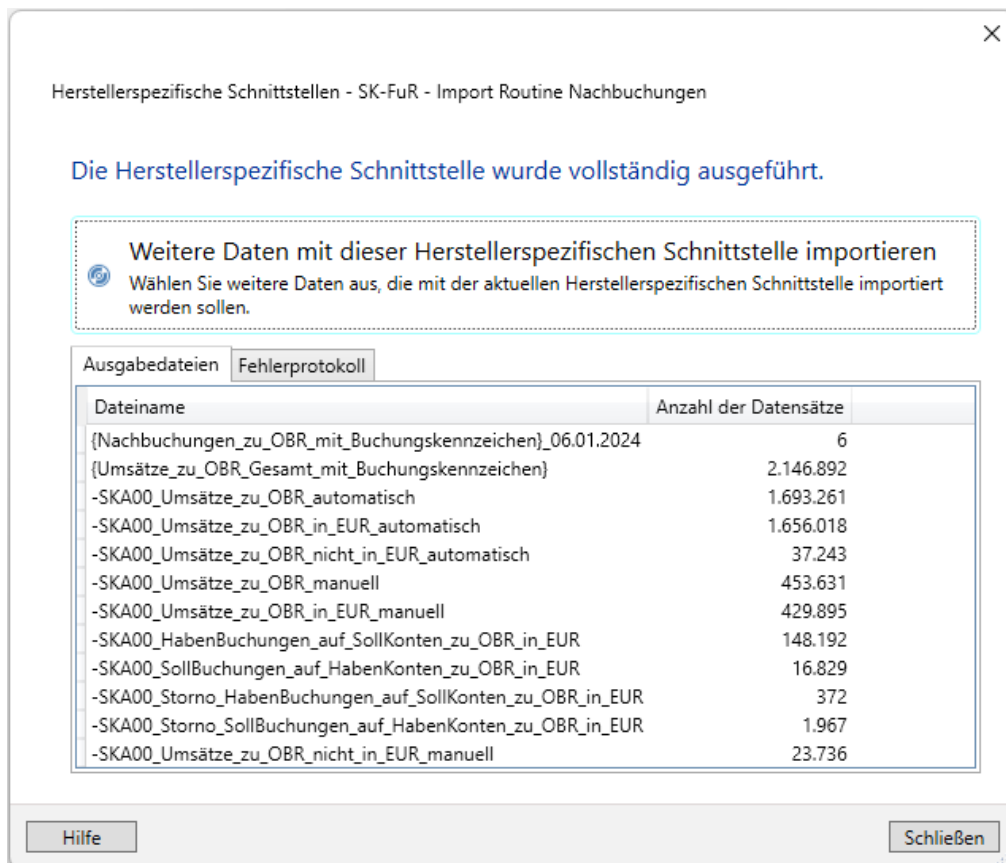 Herstellerspezifische Schnittstellen - SK-FuR - Import Routine Nachbuchungen
Die Herstellerspezifische Schnittstelle wurde vollständig ausgeführt.
Weitere Daten mit dieser Herstellerspezifischen Schnittstelle importieren
Wählen Sie weitere Daten aus, die mit der aktuellen Herstellerspezifischen Schnittstelle importiert
werden sollen.
Ausgabedateien Fehlerprotokoll
Dateiname Anzahl der Datensätze
{Nachbuchungen_zu_OBR_mit_Buchungskennzeichen}_06.01.2024 6
{Umsätze_zu_OBR_Gesamt_mit_Buchungskennzeichen} 2.146.892
-SKA00_Umsätze_zu_OBR_automatisch 1.693.261
-SKA00_Umsätze_zu_OBR_in_EUR_automatisch 1.656.018
-SKA00_Umsätze_zu_OBR_nicht_in_EUR_automatisch 37.243
-SKA00_Umsätze_zu_OBR_manuell 453.631
-SKA00_Umsätze_zu_OBR_in_EUR_manuell 429.895
-SKA00_HabenBuchungen_auf_SollKonten_zu_OBR_in_EUR 148.192
-SKA00_SollBuchungen_auf_HabenKonten_zu_OBR_in_EUR 16.829
-SKA00_Storno_HabenBuchungen_auf_SollKonten_zu_OBR_in_EUR 372
-SKA00_Storno_SollBuchungen_auf_HabenKonten_zu_OBR_in_EUR 1.967
-SKA00_Umsätze_zu_OBR_nicht_in_EUR_manuell 23.736
Hilfe Schließen